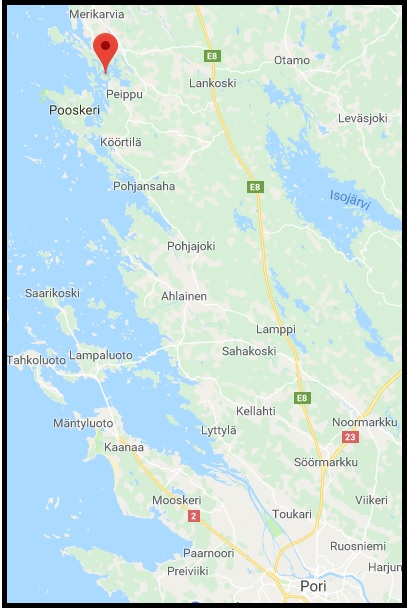 Merikarvia
E8
Otamo
Lankoski
Peippu
Pooskeri
Leväsjoki
Köörtilä
E8
Pohjansaha
Isojärvi
Pohjajoki
Saarikoski
Ahlainen
Lamppi
Sahakoski
Tahkoluoto
Lampaluoto
E8
Kellahti
Mäntyluoto
Noormarkku
Lyttylä
23
Kaanaa
Söörmarkku
Mooskeri
Viikeri
2
Toukari
Ruosniemi
Paarnoori
Harjun
Preiviiki
Pori